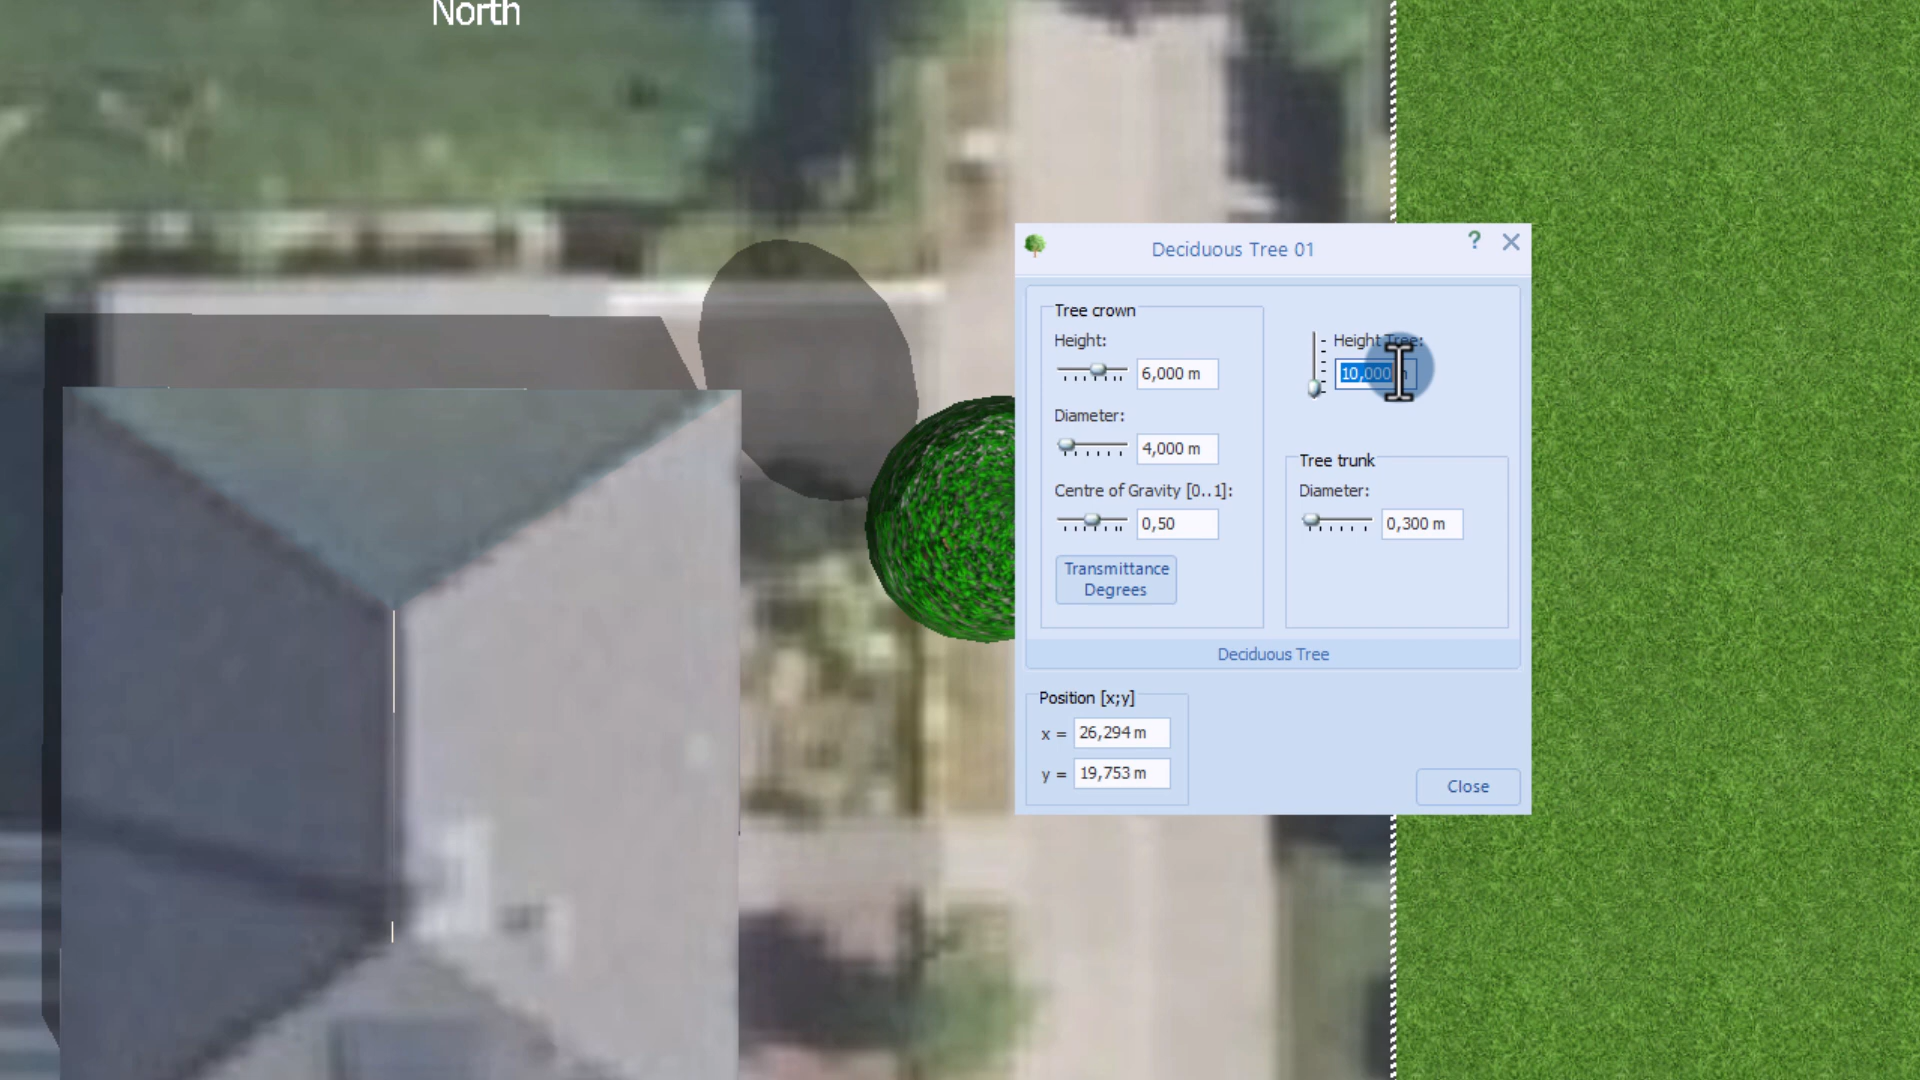 North
Deciduous Tree 01
?
Tree crown
Height:
6,000 m
Diameter:
4,000 m
Centre of Gravity [0..1]:
0,50
Transmittance
Degrees
Height Tree:
10,000 m
Tree trunk
Diameter:
0,300 m
Deciduous Tree
Position [x;y]
x = 26,294 m
y = 19,753 m
Close